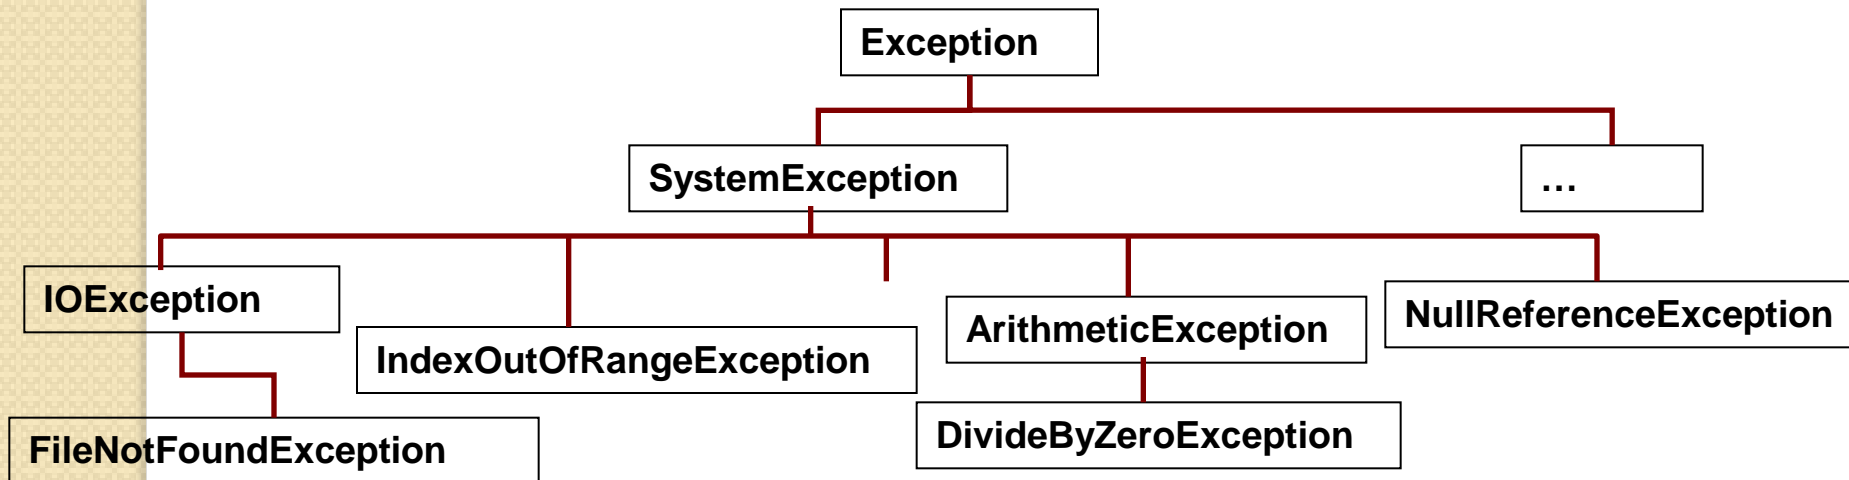 Exception
SystemException
...
IOException
IndexOutOfRangeException
ArithmeticException
NullReferenceException
FileNotFoundException
DivideByZeroException